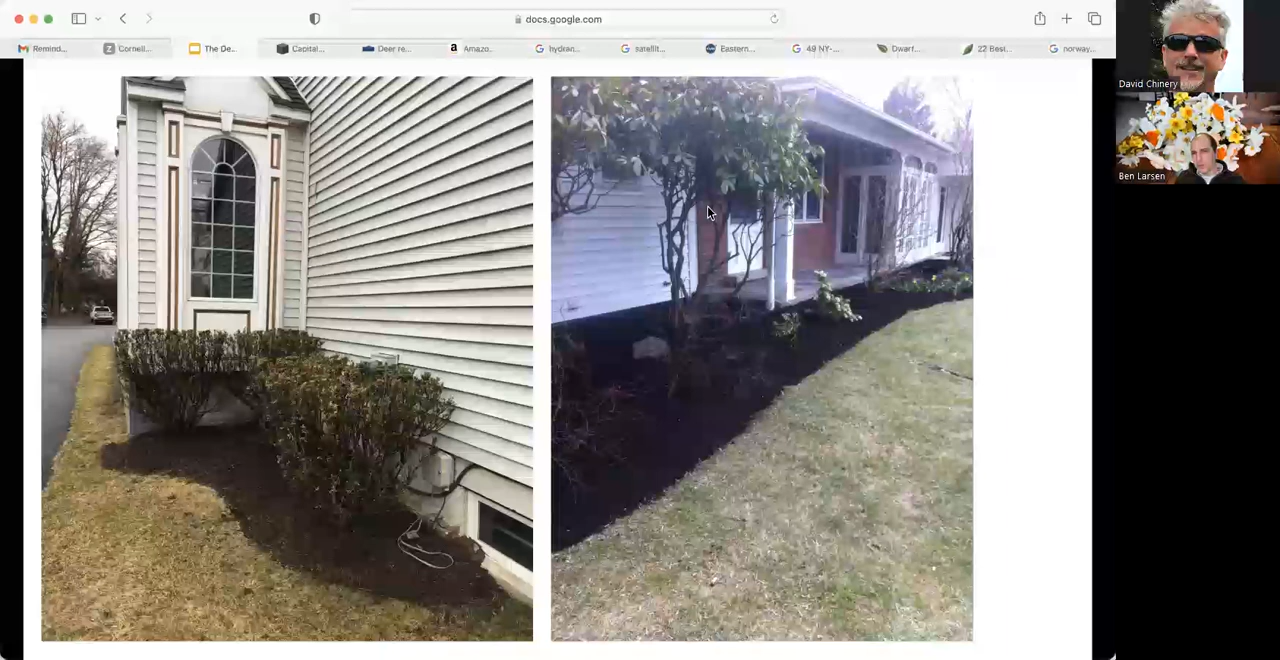 docs.google.com
Remind...
Cornell...
The De...
Capital...
Deer re...
Amazo...
hydran...
satellit...
Eastern...
49 NY-...
Dwarf...
22 Best...
norway...
David Chinery
Ben Larsen